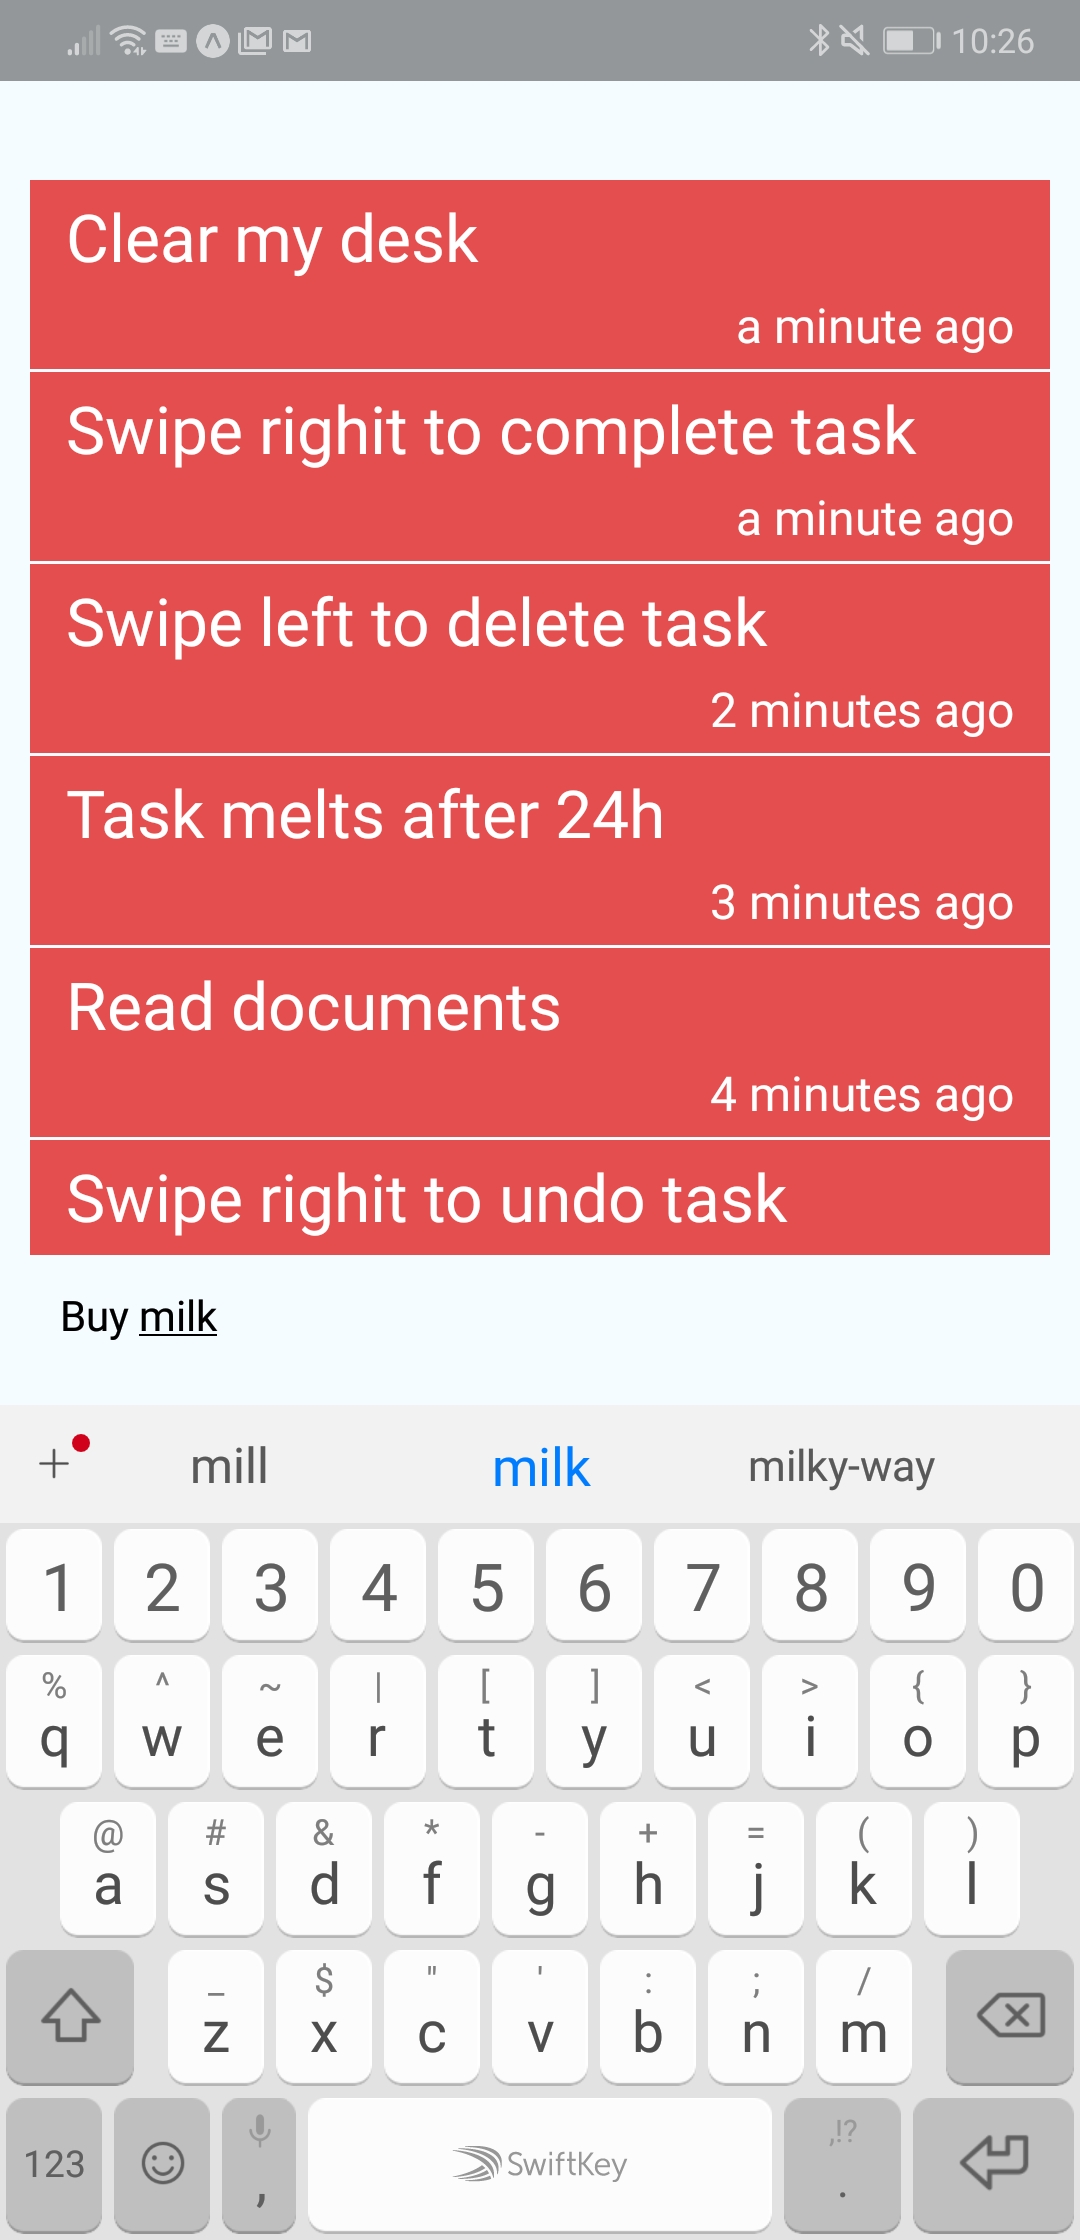 10:26
Clear my desk
a minute ago
Swipe righit to complete task
a minute ago
Swipe left to delete task
2 minutes ago
Task melts after 24h
3 minutes ago
Read documents
4 minutes ago
Swipe righit to undo task
Buy milk
+ mill milk milky-way
1 2 3 4 5 6 7 8 9 0
% ^ ~ | [ ] < > { }
q w e r t y u i o p
@ # & * - + = ( )
a s d f g h j k l
_ $ " ' : ; /
z x c v b n m
,!?
123 , SwiftKey .